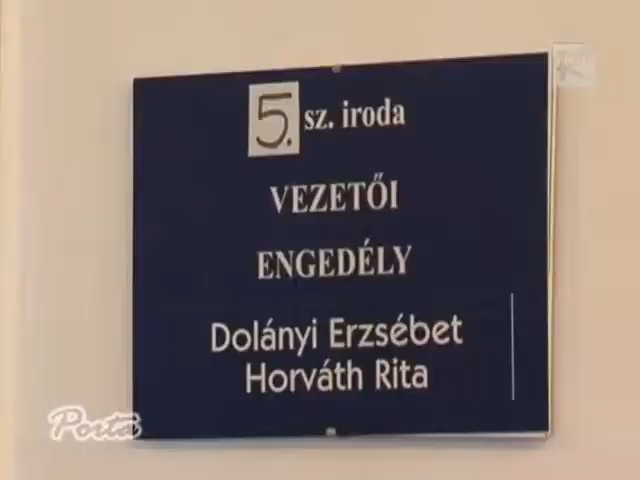 5. sz. iroda
VEZETŐI
ENGEDÉLY
Dolányi Erzsébet
Horváth Rita
Porta